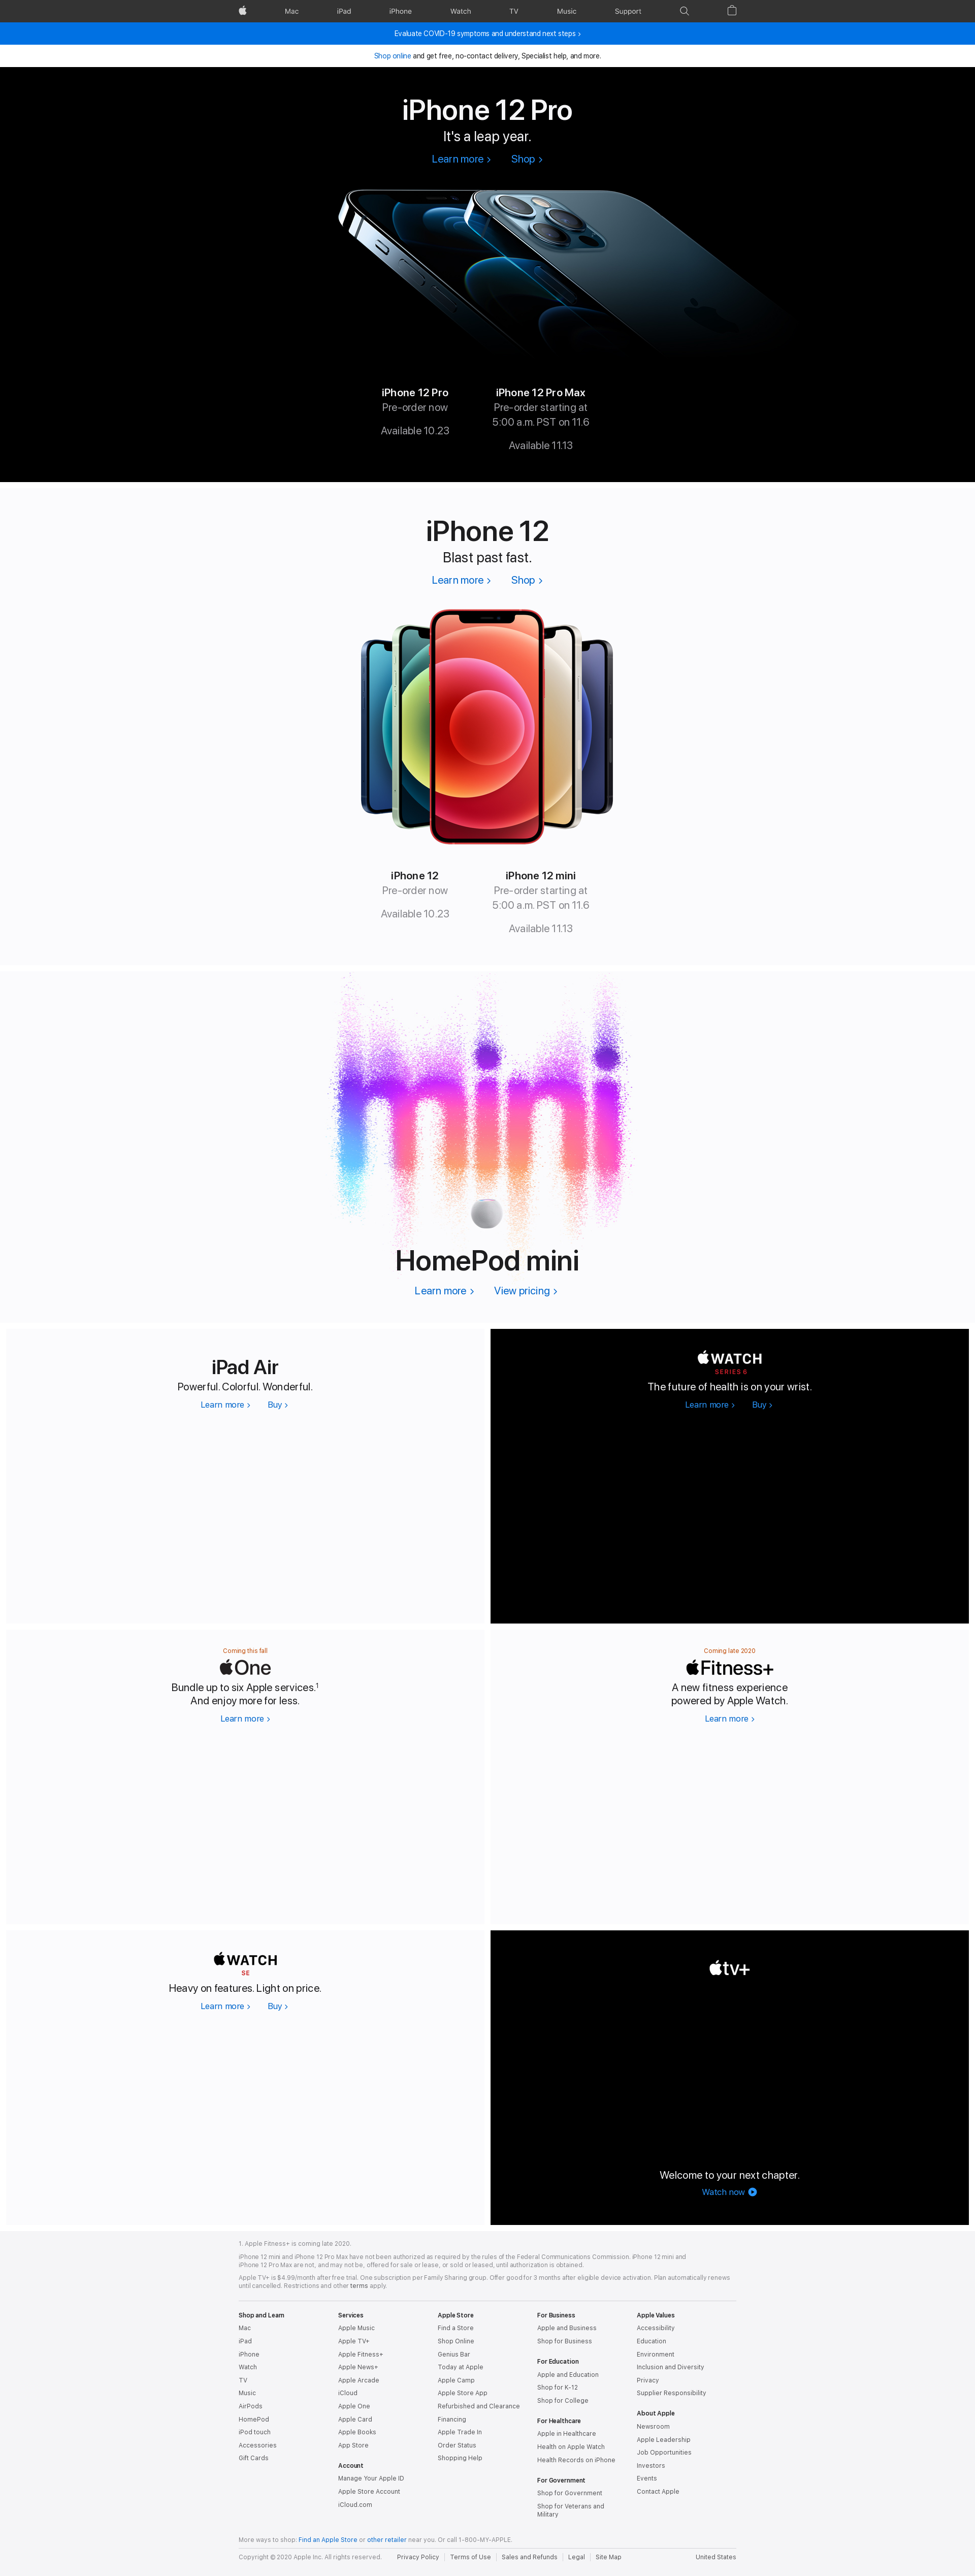 Mac
iPad
iPhone
Watch
TV
Music
Support
Evaluate COVID-19 symptoms and understand next steps >
Shop online and get free, no-contact delivery, Specialist help, and more.
iPhone 12 Pro
It's a leap year.
Learn more > Shop >
iPhone 12 Pro
Pre-order now
Available 10.23
iPhone 12 Pro Max
Pre-order starting at
5:00 a.m. PST on 11.6
Available 11.13
iPhone 12
Blast past fast.
Learn more > Shop >
iPhone 12
Pre-order now
Available 10.23
iPhone 12 mini
Pre-order starting at
5:00 a.m. PST on 11.6
Available 11.13
mini
HomePod mini
Learn more > View pricing >
iPad Air
Powerful. Colorful. Wonderful.
Learn more > Buy >
WATCH
SERIES 6
The future of health is on your wrist.
Learn more > Buy >
Coming this fall
One
Bundle up to six Apple services.1
And enjoy more for less.
Learn more >
Coming late 2020
Fitness+
A new fitness experience
powered by Apple Watch.
Learn more >
WATCH
SE
Heavy on features. Light on price.
Learn more > Buy >
tv+
Welcome to your next chapter.
Watch now
1. Apple Fitness+ is coming late 2020.
iPhone 12 mini and iPhone 12 Pro Max have not been authorized as required by the rules of the Federal Communications Commission. iPhone 12 mini and
iPhone 12 Pro Max are not, and may not be, offered for sale or lease, or sold or leased, until authorization is obtained.
Apple TV+ is $4.99/month after free trial. One subscription per Family Sharing group. Offer good for 3 months after eligible device activation. Plan automatically renews
until cancelled. Restrictions and other terms apply.
Shop and Learn
Mac
iPad
iPhone
Watch
TV
Music
AirPods
HomePod
iPod touch
Accessories
Gift Cards
Services
Apple Music
Apple TV+
Apple Fitness+
Apple News+
Apple Arcade
iCloud
Apple One
Apple Card
Apple Books
App Store
Account
Manage Your Apple ID
Apple Store Account
iCloud.com
Apple Store
Find a Store
Shop Online
Genius Bar
Today at Apple
Apple Camp
Apple Store App
Refurbished and Clearance
Financing
Apple Trade In
Order Status
Shopping Help
For Business
Apple and Business
Shop for Business
For Education
Apple and Education
Shop for K-12
Shop for College
For Healthcare
Apple in Healthcare
Health on Apple Watch
Health Records on iPhone
For Government
Shop for Government
Shop for Veterans and
Military
Apple Values
Accessibility
Education
Environment
Inclusion and Diversity
Privacy
Supplier Responsibility
About Apple
Newsroom
Apple Leadership
Job Opportunities
Investors
Events
Contact Apple
More ways to shop: Find an Apple Store or other retailer near you. Or call 1-800-MY-APPLE.
Copyright © 2020 Apple Inc. All rights reserved. Privacy Policy | Terms of Use | Sales and Refunds | Legal | Site Map United States